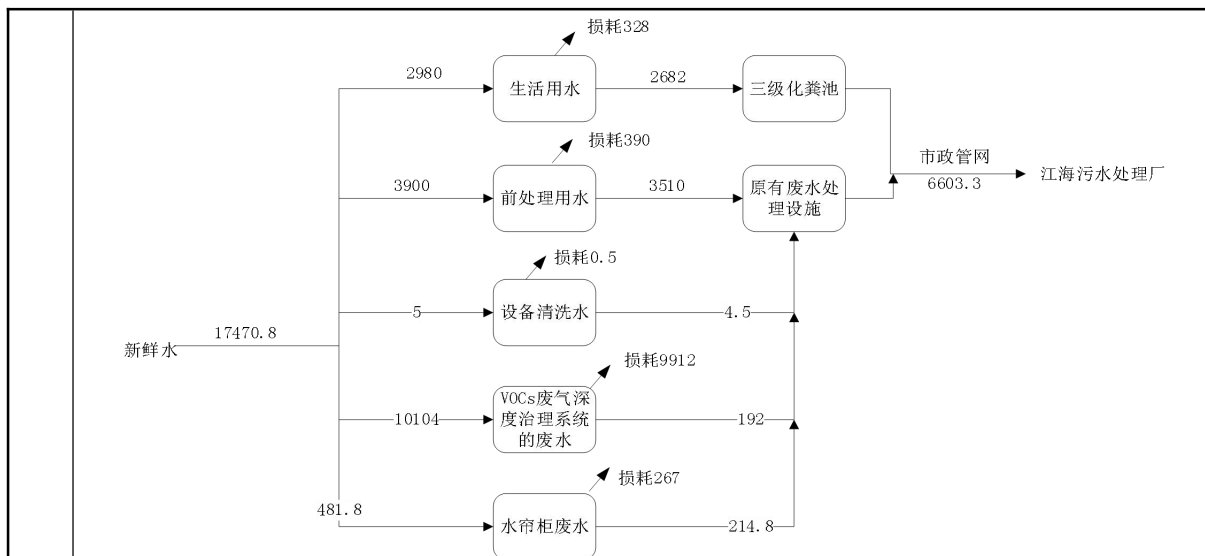 损耗328
2980
生活用水
2682
三级化粪池
损耗390
3900
前处理用水
3510
原有废水处
理设施
市政管网
6603.3
江海污水处理厂
损耗0.5
5
设备清洗水
4.5
新鲜水
17470.8
损耗9912
10104
VOCs废气深
度治理系统
的废水
192
损耗267
481.8
水帘柜废水
214.8